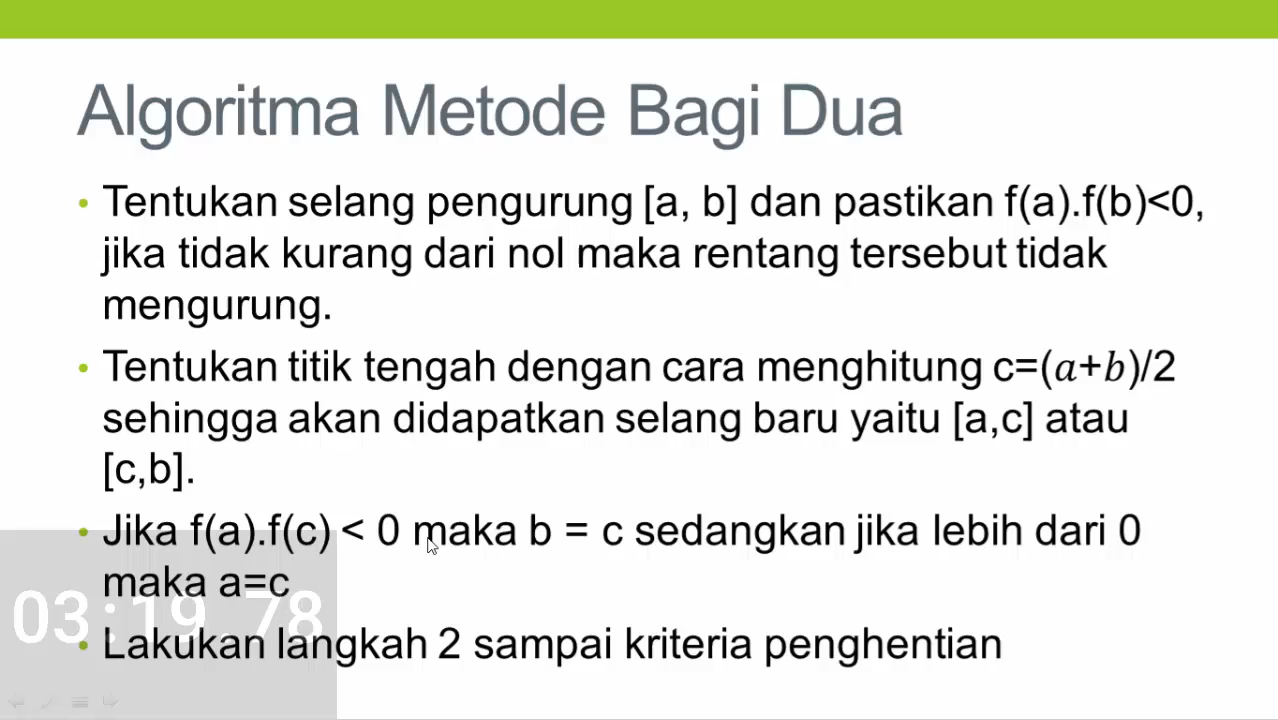 Algoritma Metode Bagi Dua
• Tentukan selang pengurung [a, b] dan pastikan f(a).f(b)<0,
jika tidak kurang dari nol maka rentang tersebut tidak
mengurung.
• Tentukan titik tengah dengan cara menghitung c=(𝑎+𝑏)/2
sehingga akan didapatkan selang baru yaitu [a,c] atau
[c,b].
• Jika f(a).f(c) < 0 maka b = c sedangkan jika lebih dari 0
maka a=c
03:19.78
• Lakukan langkah 2 sampai kriteria penghentian